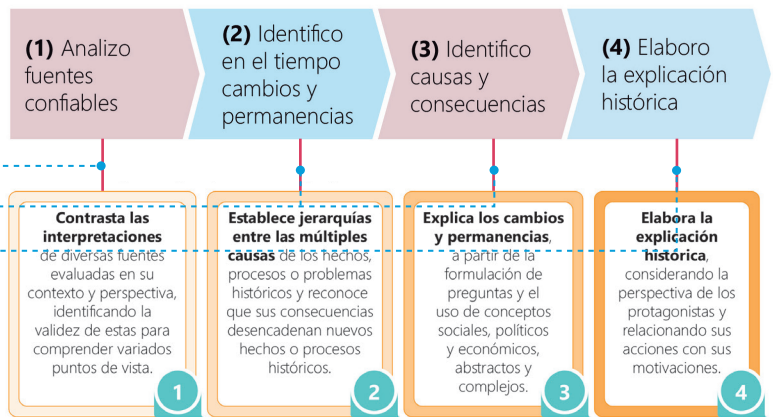 (1) Analizo
fuentes
confiables
(2) Identifico
en el tiempo
cambios y
permanencias
(3) Identifico
causas y
consecuencias
(4) Elaboro
la explicación
histórica
Contrasta las
interpretaciones
de diversas fuentes
evaluadas en su
contexto y perspectiva,
identificando la
validez de estas para
comprender variados
puntos de vista.
1
Establece jerarquías
entre las múltiples
causas de los hechos,
procesos o problemas
históricos y reconoce
que sus consecuencias
desencadenan nuevos
hechos o procesos
históricos.
2
Explica los cambios
y permanencias,
a partir de la
formulación de
preguntas y el
uso de conceptos
sociales, políticos
y económicos,
abstractos y
complejos.
3
Elabora la
explicación
histórica,
considerando la
perspectiva de los
protagonistas y
relacionando sus
acciones con sus
motivaciones.
4